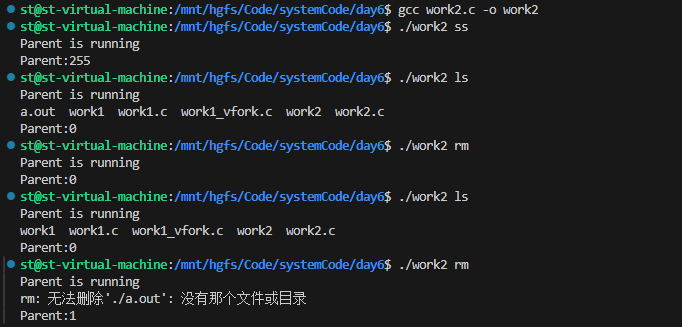 st@st-virtual-machine:/mnt/hgfs/Code/systemCode/day6$ gcc work2.c -o work2
st@st-virtual-machine:/mnt/hgfs/Code/systemCode/day6$ ./work2 ss
Parent is running
Parent:255
st@st-virtual-machine:/mnt/hgfs/Code/systemCode/day6$ ./work2 ls
Parent is running
a.out  work1  work1.c  work1_vfork.c  work2  work2.c
Parent:0
st@st-virtual-machine:/mnt/hgfs/Code/systemCode/day6$ ./work2 rm
Parent is running
Parent:0
st@st-virtual-machine:/mnt/hgfs/Code/systemCode/day6$ ./work2 ls
Parent is running
work1  work1.c  work1_vfork.c  work2  work2.c
Parent:0
st@st-virtual-machine:/mnt/hgfs/Code/systemCode/day6$ ./work2 rm
Parent is running
rm: 无法删除'./a.out': 没有那个文件或目录
Parent:1